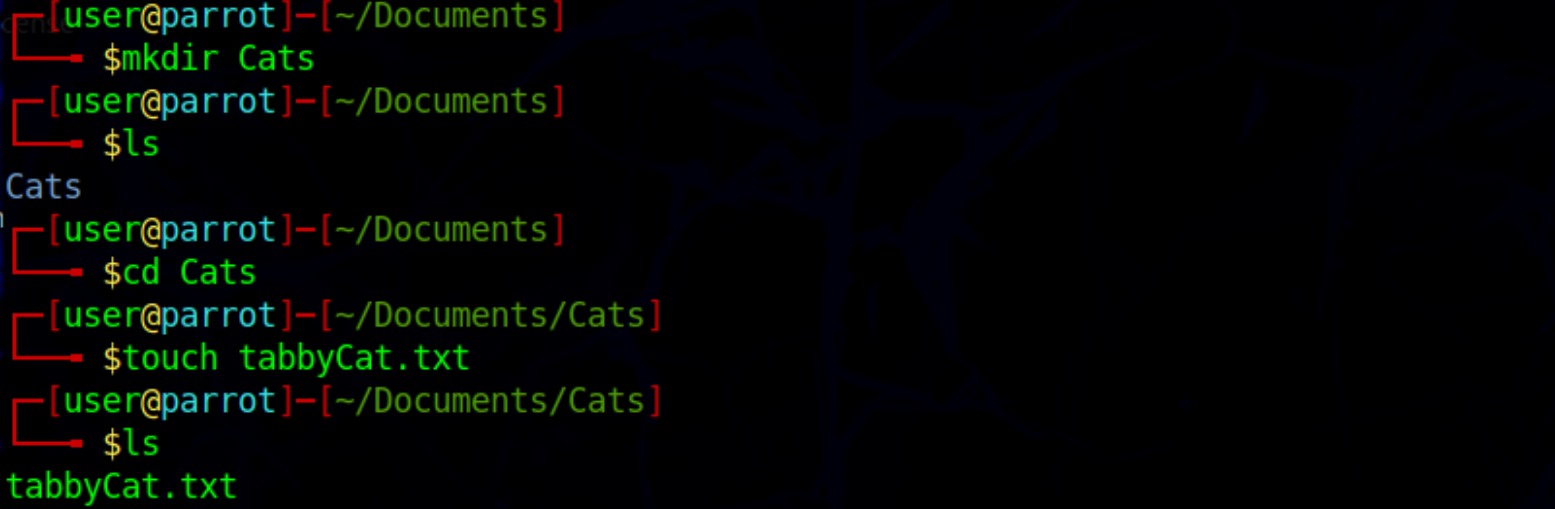 ┌─[user@parrot]─[~/Documents]
└──╼ $mkdir Cats
┌─[user@parrot]─[~/Documents]
└──╼ $ls
Cats
┌─[user@parrot]─[~/Documents]
└──╼ $cd Cats
┌─[user@parrot]─[~/Documents/Cats]
└──╼ $touch tabbyCat.txt
┌─[user@parrot]─[~/Documents/Cats]
└──╼ $ls
tabbyCat.txt